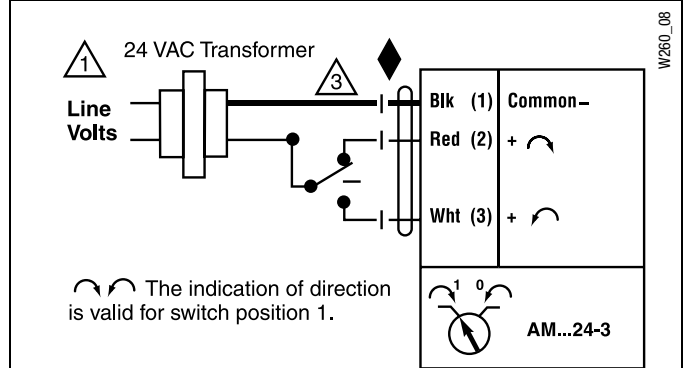 W260_08
1
24 VAC Transformer
3
Line
Volts
Blk (1) Common –
Red (2) +
Wht (3) +
The indication of direction
is valid for switch position 1.
1 0
AM...24-3